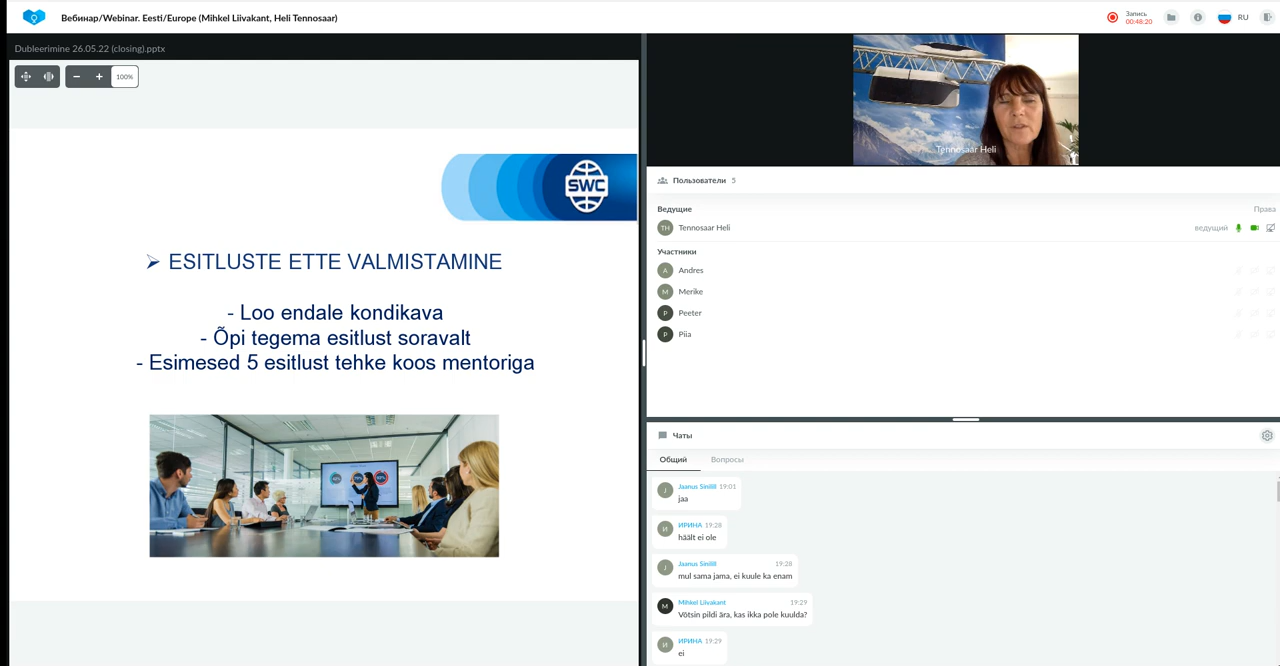 Вебинар/Webinar. Eesti/Europe (Mihkel Liivakant, Heli Tennosaar)
Запись
00:48:20
RU
Dubleerimine 26.05.22 (closing).pptx
100%
SWC
➢ ESITLUSTE ETTE VALMISTAMINE
- Loo endale kondikava
- Õpi tegema esitlust soravalt
- Esimesed 5 esitlust tehke koos mentoriga
Tennosaar Heli
Пользователи 5
Ведущие Права
TH Tennosaar Heli ведущий
Участники
A Andres
M Merike
P Peeter
P Piia
Чаты
Общий Вопросы
J Jaanus Sinilill 19:01
jaa
И ИРИНА 19:28
häält ei ole
J Jaanus Sinilill 19:28
mul sama jama, ei kuule ka enam
M Mihkel Liivakant 19:29
Võtsin pildi ära, kas ikka pole kuulda?
И ИРИНА 19:29
ei